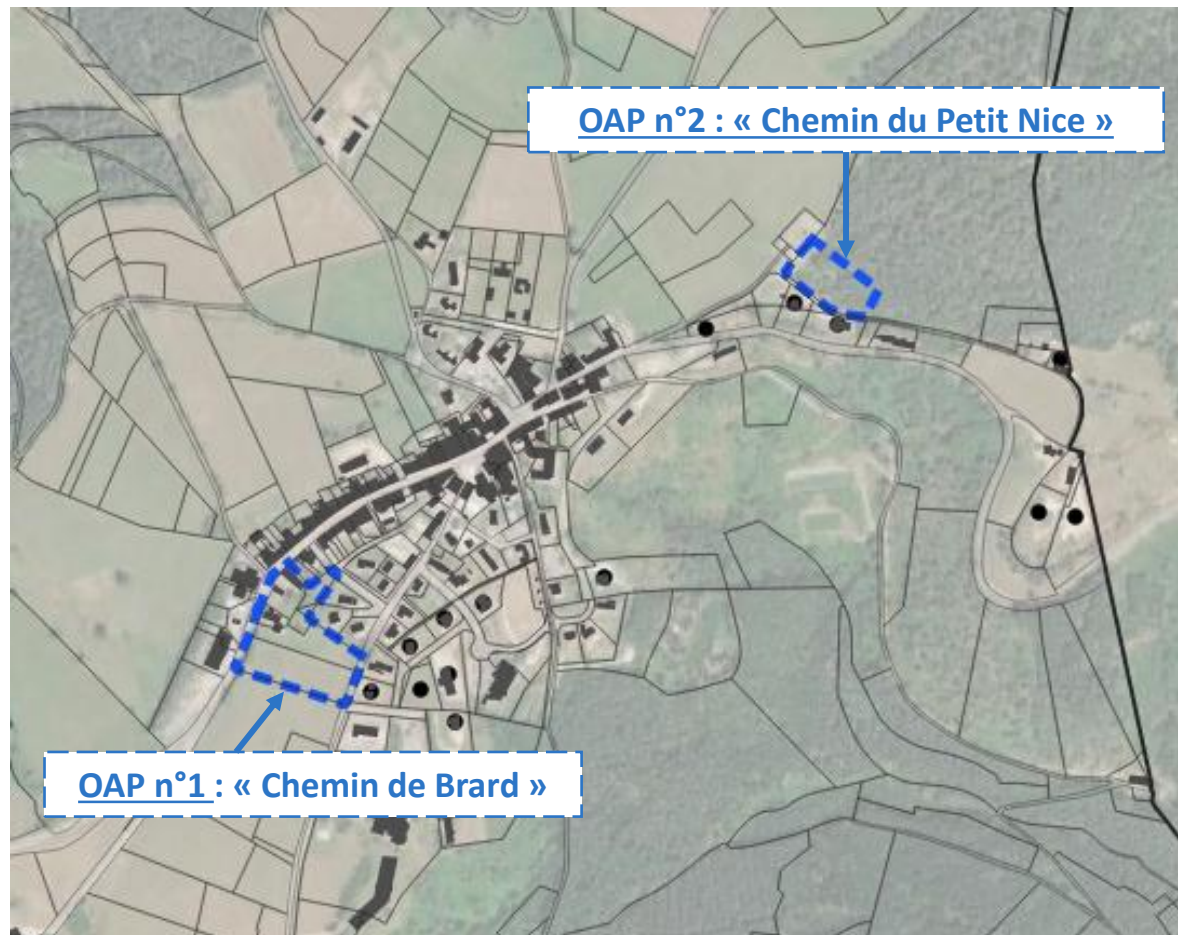 OAP n°2 : « Chemin du Petit Nice »
OAP n°1 : « Chemin de Brard »